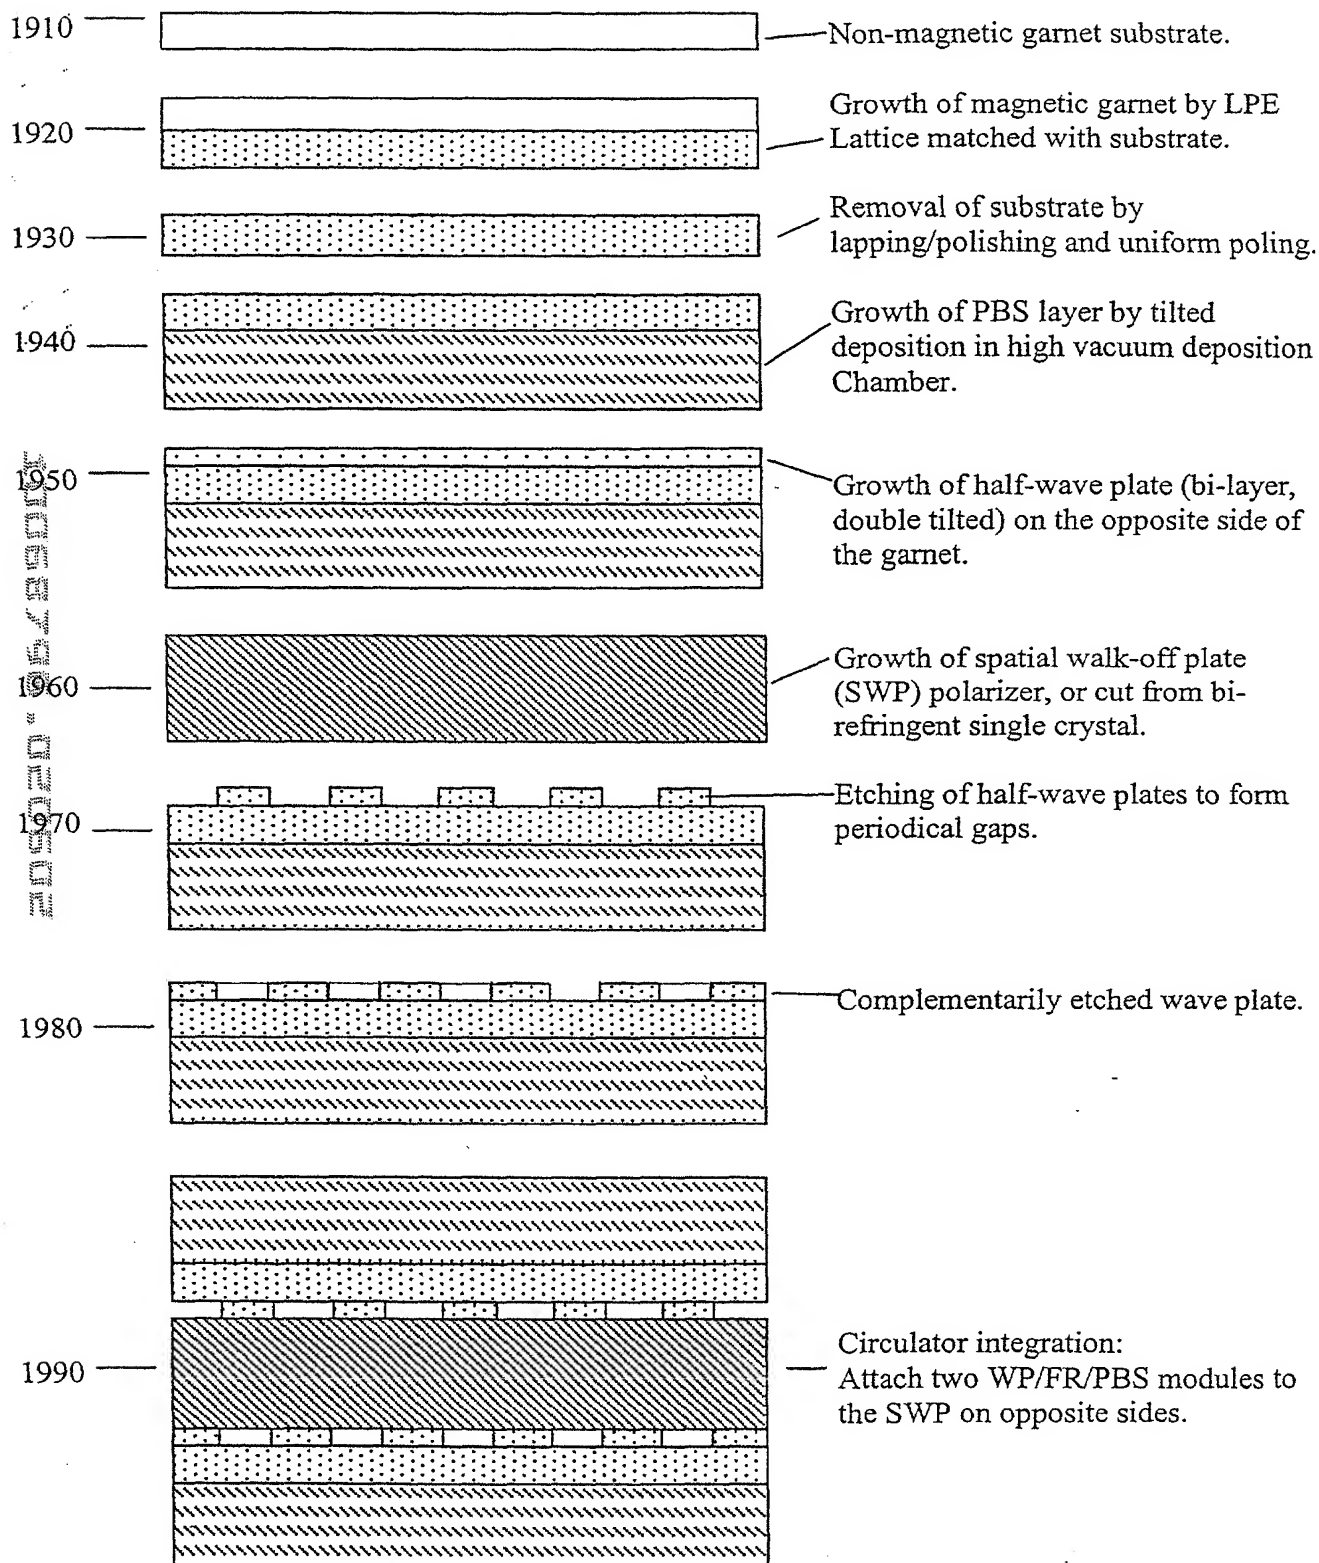 1910
Non-magnetic garnet substrate.
1920
Growth of magnetic garnet by LPE
Lattice matched with substrate.
1930
Removal of substrate by
lapping/polishing and uniform poling.
1940
Growth of PBS layer by tilted
deposition in high vacuum deposition
Chamber.
1950
Growth of half-wave plate (bi-layer,
double tilted) on the opposite side of
the garnet.
1960
Growth of spatial walk-off plate
(SWP) polarizer, or cut from bi-
refringent single crystal.
1970
Etching of half-wave plates to form
periodical gaps.
1980
Complementarily etched wave plate.
1990
Circulator integration:
Attach two WP/FR/PBS modules to
the SWP on opposite sides.